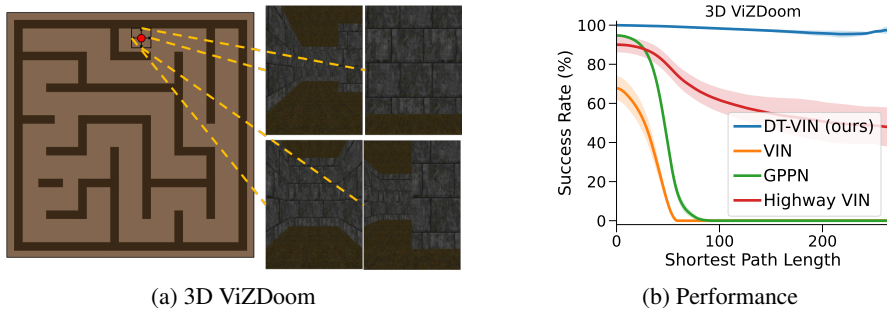 3D ViZDoom
100
80
60
40
20
0
Success Rate (%)
DT-VIN (ours)
VIN
GPPN
Highway VIN
0
100
200
Shortest Path Length
(a) 3D ViZDoom
(b) Performance